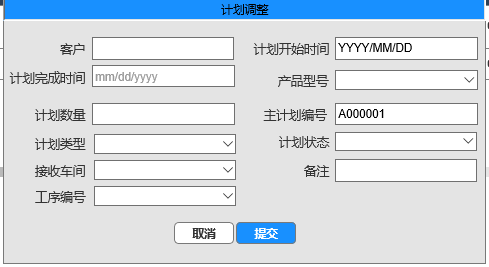 计划调整
客户
计划开始时间 YYYY/MM/DD
计划完成时间 mm/dd/yyyy
产品型号
计划数量
主计划编号 A000001
计划类型
计划状态
接收车间
备注
工序编号
取消 提交